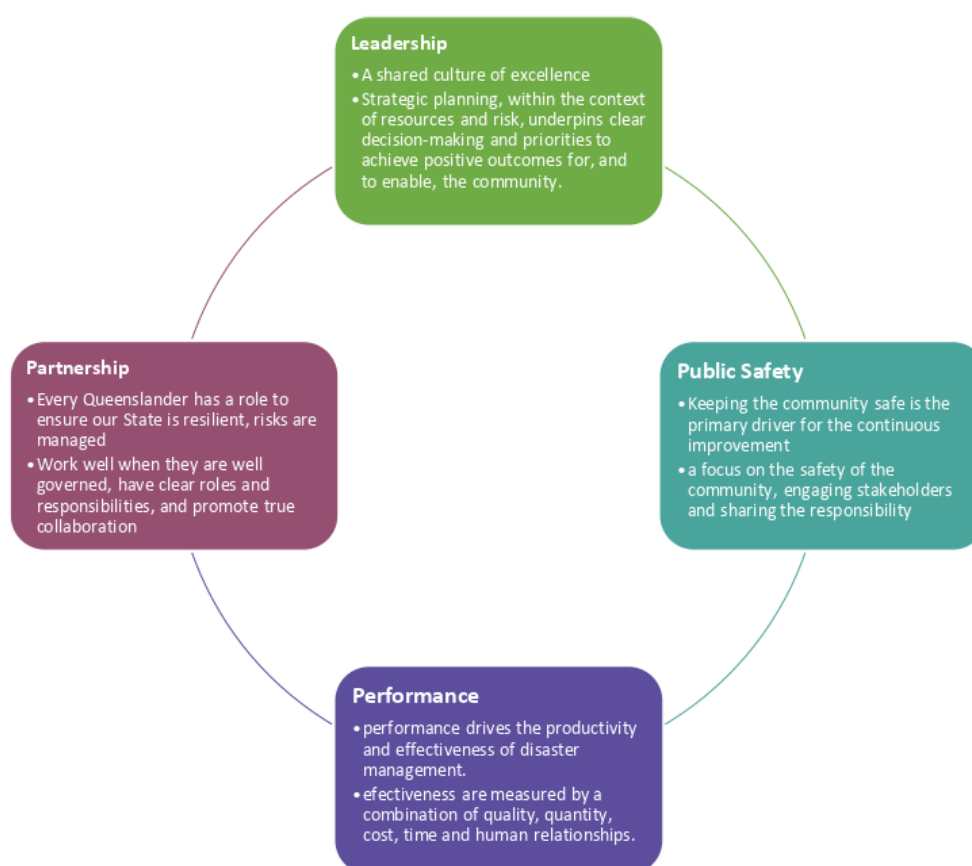 Leadership
•A shared culture of excellence
•Strategic planning, within the context
of resources and risk, underpins clear
decision-making and priorities to
achieve positive outcomes for, and
to enable, the community.
Partnership
•Every Queenslander has a role to
ensure our State is resilient, risks are
managed
•Work well when they are well
governed, have clear roles and
responsibilities, and promote true
collaboration
Public Safety
•Keeping the community safe is the
primary driver for the continuous
improvement
•a focus on the safety of the
community, engaging stakeholders
and sharing the responsibility
Performance
•performance drives the productivity
and effectiveness of disaster
management.
•efectiveness are measured by a
combination of quality, quantity,
cost, time and human relationships.